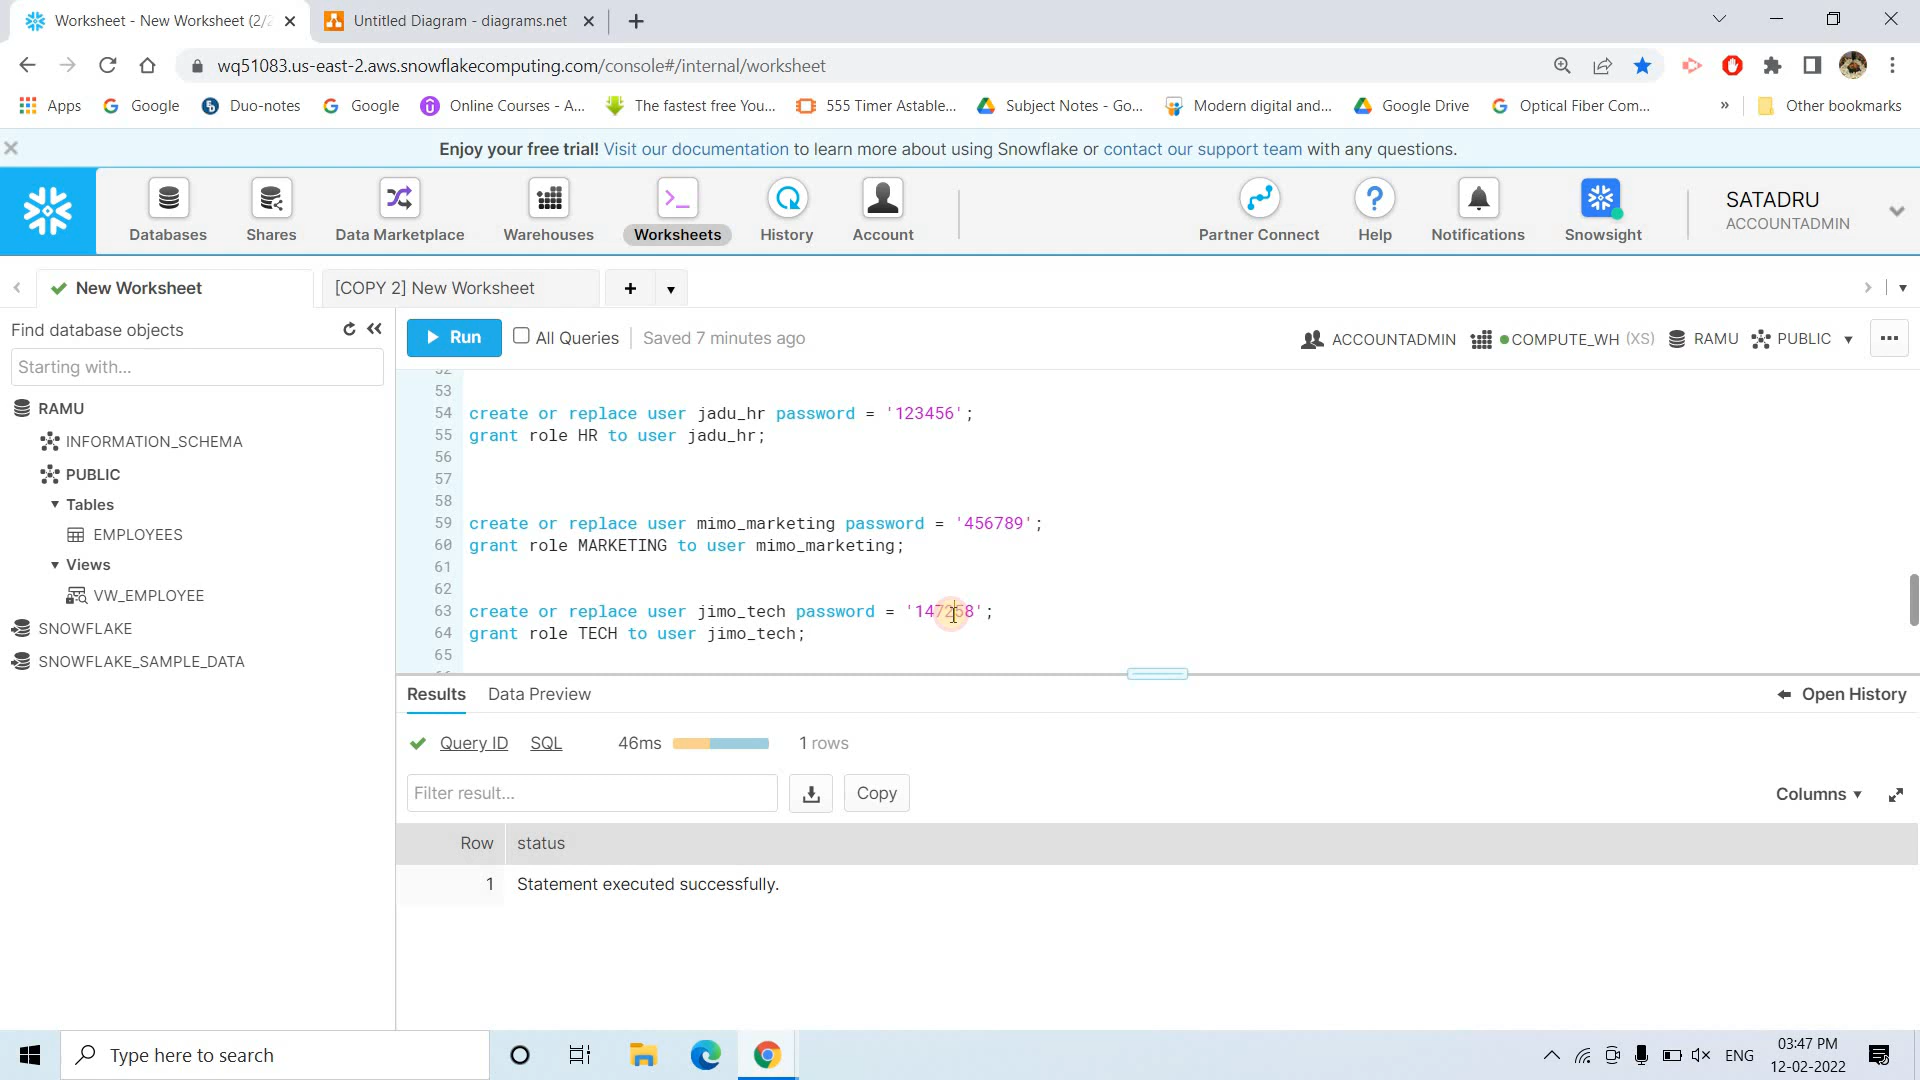 Worksheet - New Worksheet (2/2
Untitled Diagram - diagrams.net
wq51083.us-east-2.aws.snowflakecomputing.com/console#/internal/worksheet
Apps
Google
Duo-notes
Google
Online Courses - A...
The fastest free You...
555 Timer Astable...
Subject Notes - Go...
Modern digital and...
Google Drive
Optical Fiber Com...
»
Other bookmarks
Enjoy your free trial! Visit our documentation to learn more about using Snowflake or contact our support team with any questions.
Databases
Shares
Data Marketplace
Warehouses
Worksheets
History
Account
Partner Connect
Help
Notifications
Snowsight
SATADRU
ACCOUNTADMIN
New Worksheet
[COPY 2] New Worksheet
Find database objects
Starting with...
RAMU
INFORMATION_SCHEMA
PUBLIC
Tables
EMPLOYEES
Views
VW_EMPLOYEE
SNOWFLAKE
SNOWFLAKE_SAMPLE_DATA
Run
All Queries
Saved 7 minutes ago
ACCOUNTADMIN
COMPUTE_WH (XS)
RAMU
PUBLIC
52
53
54 create or replace user jadu_hr password = '123456';
55 grant role HR to user jadu_hr;
56
57
58
59 create or replace user mimo_marketing password = '456789';
60 grant role MARKETING to user mimo_marketing;
61
62
63 create or replace user jimo_tech password = '147258';
64 grant role TECH to user jimo_tech;
65
Results
Data Preview
Open History
Query ID
SQL
46ms
1 rows
Filter result...
Copy
Columns
Row status
1 Statement executed successfully.
Type here to search
ENG
03:47 PM
12-02-2022